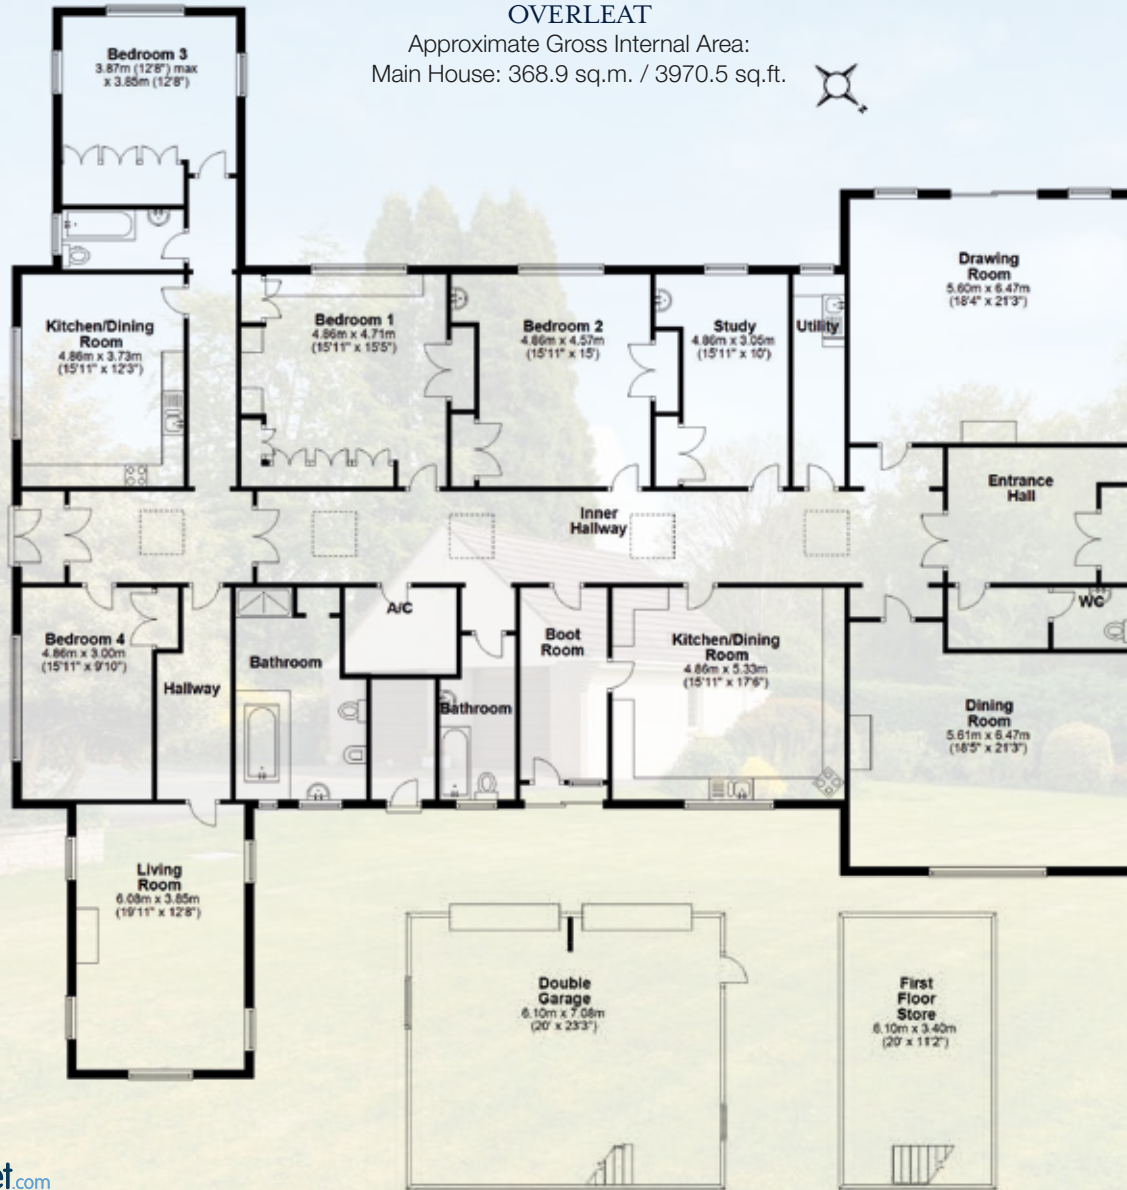 OVERLEAT
Approximate Gross Internal Area:
Main House: 368.9 sq.m. / 3970.5 sq.ft.
N
Bedroom 3
3.87m (12'8") max
x 3.85m (12'8")
Drawing
Room
5.60m x 6.47m
(18'4" x 21'3")
Kitchen/Dining
Room
4.86m x 3.73m
(15'11" x 12'3")
Bedroom 1
4.86m x 4.71m
(15'11" x 15'5")
Bedroom 2
4.86m x 4.57m
(15'11" x 15')
Study
4.86m x 3.05m
(15'11" x 10')
Utility
Entrance
Hall
Inner
Hallway
Bedroom 4
4.86m x 3.00m
(15'11" x 9'10")
Hallway
Bathroom
A/C
Bathroom
Boot
Room
Kitchen/Dining
Room
4.86m x 5.33m
(15'11" x 17'6")
WC
Dining
Room
5.61m x 6.47m
(18'5" x 21'3")
Living
Room
6.08m x 3.85m
(19'11" x 12'8")
Double
Garage
6.10m x 7.08m
(20' x 23'3")
First
Floor
Store
6.10m x 3.40m
(20' x 11'2")
et.com